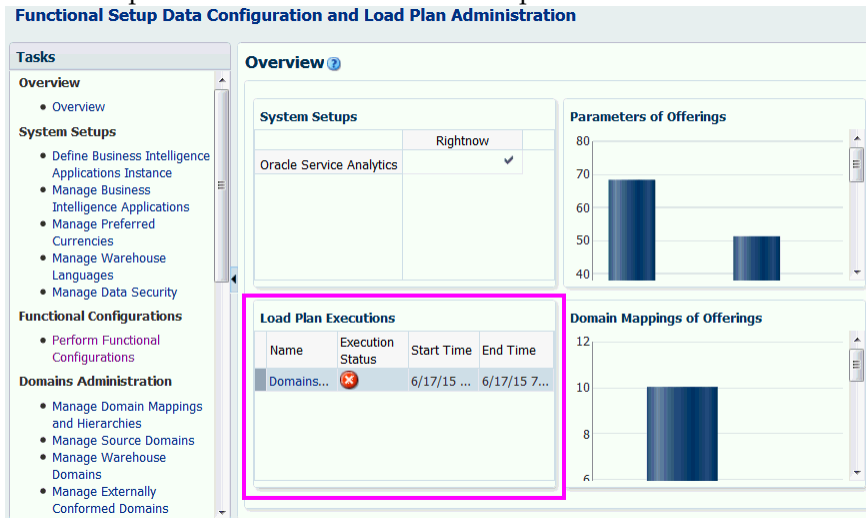 Functional Setup Data Configuration and Load Plan Administration
Tasks
Overview
Overview
System Setups
Define Business Intelligence
Applications Instance
Manage Business
Intelligence Applications
Manage Preferred
Currencies
Manage Warehouse
Languages
Manage Data Security
Functional Configurations
Perform Functional
Configurations
Domains Administration
Manage Domain Mappings
and Hierarchies
Manage Source Domains
Manage Warehouse
Domains
Manage Externally
Conformed Domains
Overview
System Setups
Rightnow
Oracle Service Analytics
Parameters of Offerings
80
70
60
50
40
Load Plan Executions
Name Execution Status Start Time End Time
Domains... 6/17/15 ... 6/17/15 7...
Domain Mappings of Offerings
12
10
8
6